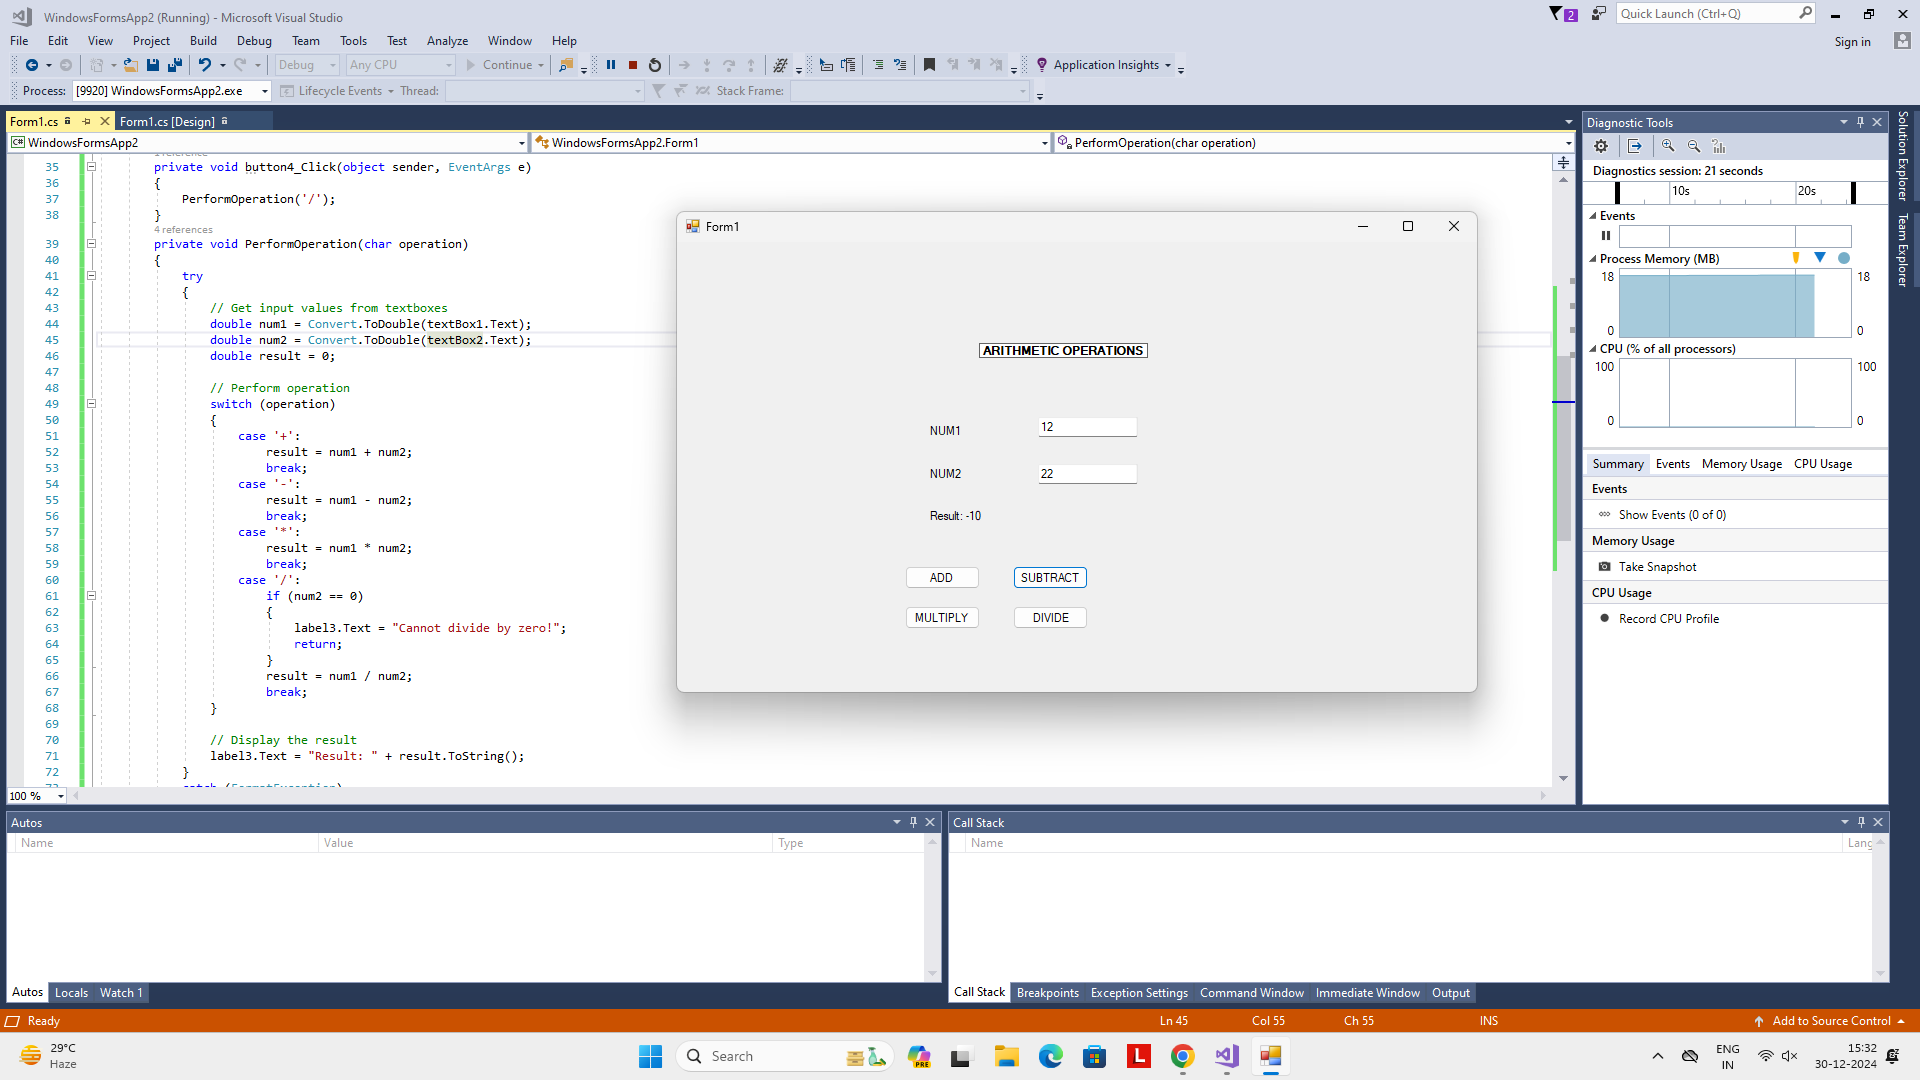 WindowsFormsApp2 (Running) - Microsoft Visual Studio
2
Quick Launch (Ctrl+Q)
File Edit View Project Build Debug Team Tools Test Analyze Window Help
Sign in
Debug Any CPU Continue Application Insights
Process: [9920] WindowsFormsApp2.exe Lifecycle Events Thread: Stack Frame:
Form1.cs Form1.cs [Design]
C# WindowsFormsApp2 WindowsFormsApp2.Form1 PerformOperation(char operation)
35 private void button4_Click(object sender, EventArgs e)
36 {
37 PerformOperation('/');
38 }
4 references
39 private void PerformOperation(char operation)
40 {
41 try
42 {
43 // Get input values from textboxes
44 double num1 = Convert.ToDouble(textBox1.Text);
45 double num2 = Convert.ToDouble(textBox2.Text);
46 double result = 0;
47
48 // Perform operation
49 switch (operation)
50 {
51 case '+':
52 result = num1 + num2;
53 break;
54 case '-':
55 result = num1 - num2;
56 break;
57 case '*':
58 result = num1 * num2;
59 break;
60 case '/':
61 if (num2 == 0)
62 {
63 label3.Text = "Cannot divide by zero!";
64 return;
65 }
66 result = num1 / num2;
67 break;
68 }
69
70 // Display the result
71 label3.Text = "Result: " + result.ToString();
72 }
100 %
Form1
ARITHMETIC OPERATIONS
NUM1 12
NUM2 22
Result: -10
ADD SUBTRACT
MULTIPLY DIVIDE
Diagnostic Tools
Diagnostics session: 21 seconds
10s 20s
Events
Process Memory (MB)
18 18
0 0
CPU (% of all processors)
100 100
0 0
Summary Events Memory Usage CPU Usage
Events
Show Events (0 of 0)
Memory Usage
Take Snapshot
CPU Usage
Record CPU Profile
Solution Explorer
Team Explorer
Autos
Name Value Type
Autos Locals Watch 1
Call Stack
Name Lang
Call Stack Breakpoints Exception Settings Command Window Immediate Window Output
Ready Ln 45 Col 55 Ch 55 INS Add to Source Control
29°C
Haze
Search
PRE
L
ENG
IN
15:32
30-12-2024